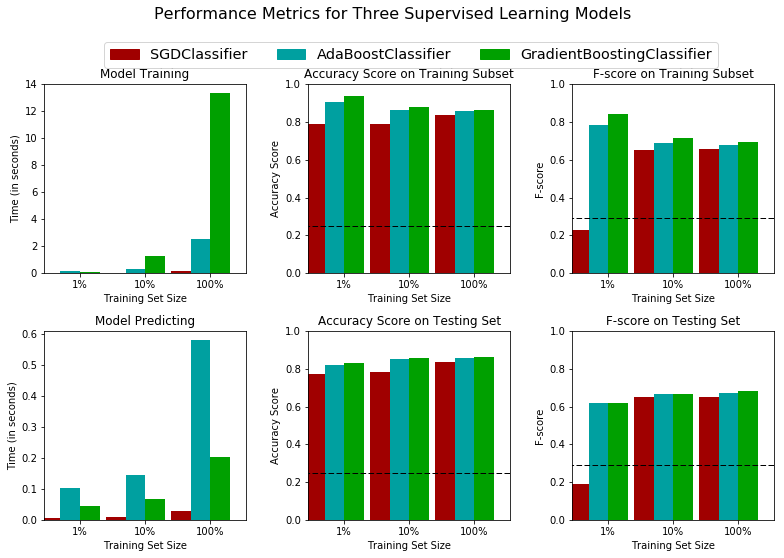 Performance Metrics for Three Supervised Learning Models
SGDClassifier AdaBoostClassifier GradientBoostingClassifier
Model Training
Time (in seconds)
14
12
10
8
6
4
2
0
1% 10% 100%
Training Set Size
Accuracy Score on Training Subset
Accuracy Score
1.0
0.8
0.6
0.4
0.2
0.0
1% 10% 100%
Training Set Size
F-score on Training Subset
F-score
1.0
0.8
0.6
0.4
0.2
0.0
1% 10% 100%
Training Set Size
Model Predicting
Time (in seconds)
0.6
0.5
0.4
0.3
0.2
0.1
0.0
1% 10% 100%
Training Set Size
Accuracy Score on Testing Set
Accuracy Score
1.0
0.8
0.6
0.4
0.2
0.0
1% 10% 100%
Training Set Size
F-score on Testing Set
F-score
1.0
0.8
0.6
0.4
0.2
0.0
1% 10% 100%
Training Set Size